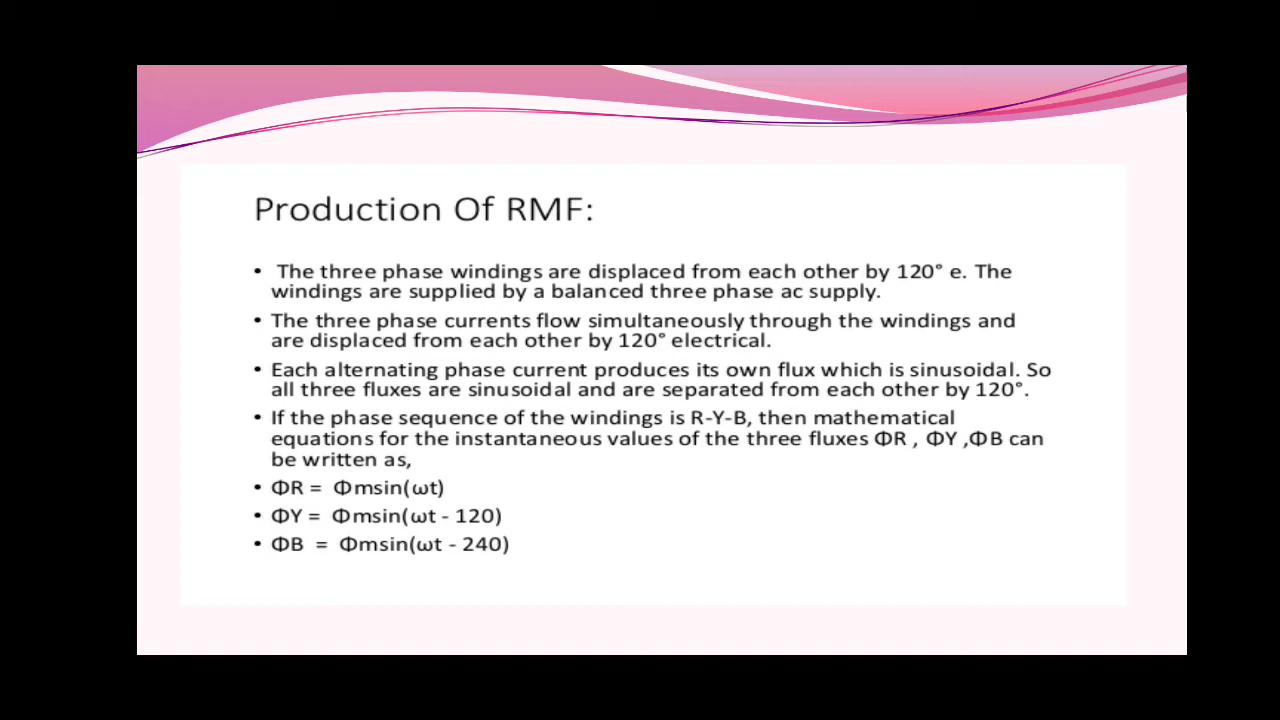 Production Of RMF:
• The three phase windings are displaced from each other by 120° e. The
windings are supplied by a balanced three phase ac supply.
• The three phase currents flow simultaneously through the windings and
are displaced from each other by 120° electrical.
• Each alternating phase current produces its own flux which is sinusoidal. So
all three fluxes are sinusoidal and are separated from each other by 120°.
• If the phase sequence of the windings is R-Y-B, then mathematical
equations for the instantaneous values of the three fluxes ΦR , ΦY ,ΦB can
be written as,
• ΦR = Φmsin(ωt)
• ΦY = Φmsin(ωt - 120)
• ΦB = Φmsin(ωt - 240)